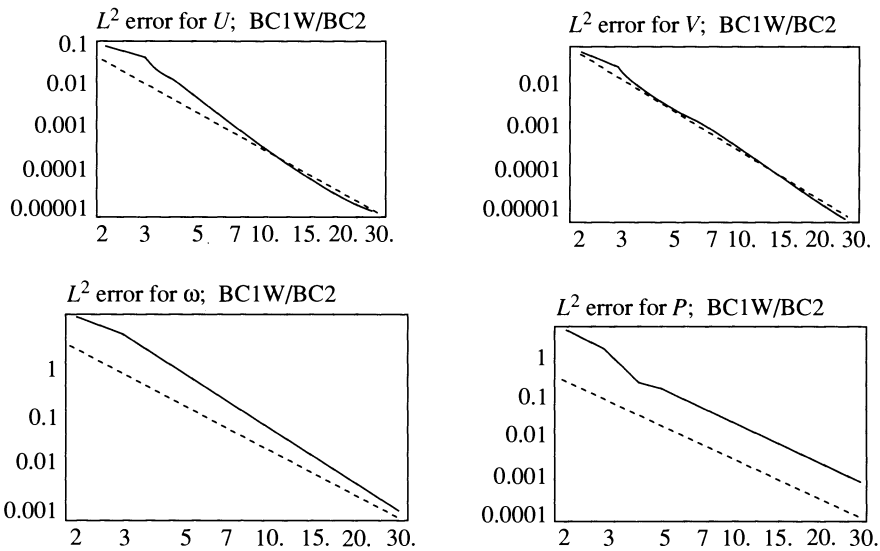 L² error for U; BC1W/BC2
0.1
0.01
0.001
0.0001
0.00001
2 3 5 7 10. 15. 20. 30.
L² error for V; BC1W/BC2
0.01
0.001
0.0001
0.00001
2 3 5 7 10. 15. 20. 30.
L² error for ω; BC1W/BC2
1
0.1
0.01
0.001
2 3 5 7 10. 15. 20. 30.
L² error for P; BC1W/BC2
1
0.1
0.01
0.001
0.0001
2 3 5 7 10. 15. 20. 30.